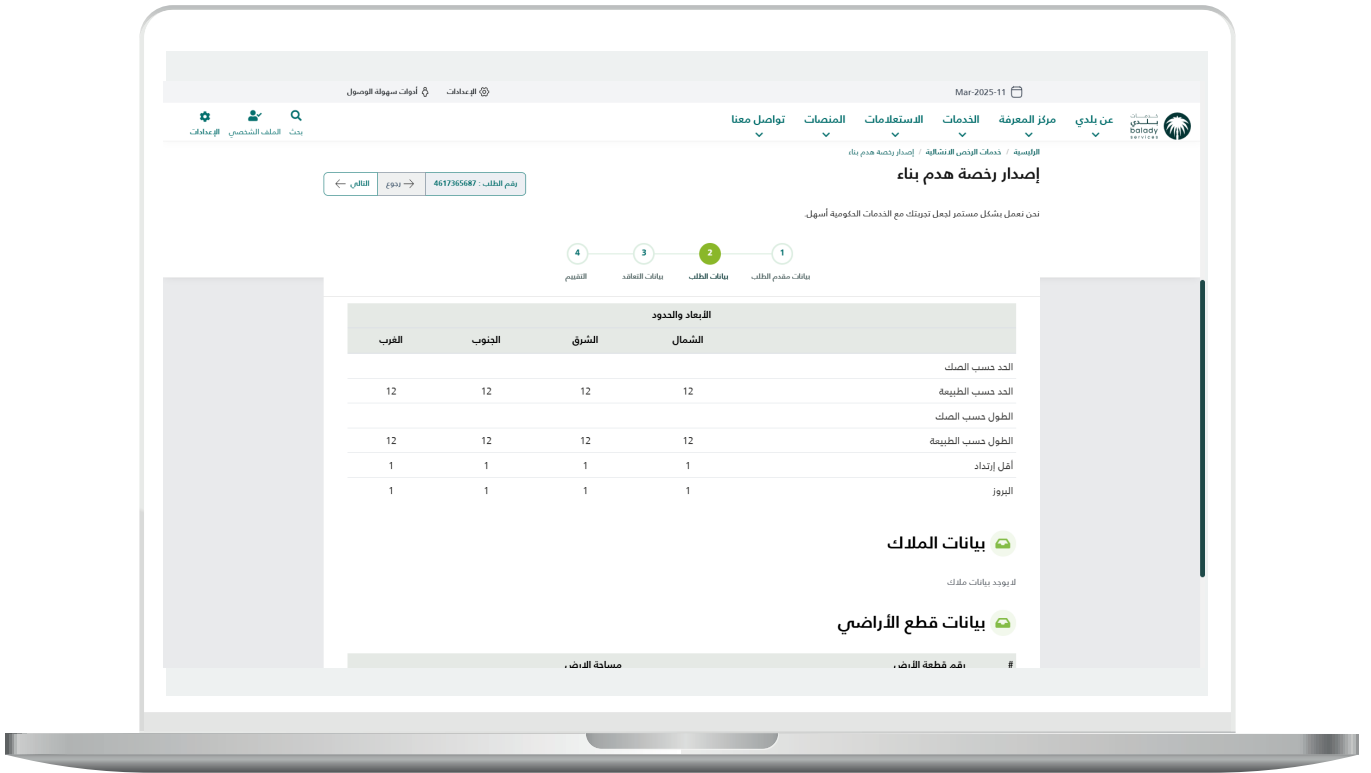 11-Mar-2025
الإعدادات
أدوات سهولة الوصول
خدمات
بلدي
balady
services
عن بلدي
مركز المعرفة
الخدمات
الاستعلامات
المنصات
تواصل معنا
بحث
الملف الشخصي
الإعدادات
الرئيسية / خدمات الرخص الانشائية / إصدار رخصة هدم بناء
إصدار رخصة هدم بناء
رقم الطلب : 4617365687
رجوع
التالي
نحن نعمل بشكل مستمر لجعل تجربتك مع الخدمات الحكومية أسهل.
1 2 3 4
بيانات مقدم الطلب بيانات الطلب بيانات التعاقد التقييم
الأبعاد والحدود
الشمال الشرق الجنوب الغرب
الحد حسب الصك
الحد حسب الطبيعة 12 12 12 12
الطول حسب الصك
الطول حسب الطبيعة 12 12 12 12
أقل إرتداد 1 1 1 1
البروز 1 1 1 1
بيانات الملاك
لا يوجد بيانات ملاك
بيانات قطع الأراضي
# رقم قطعة الأرض مساحة الارض